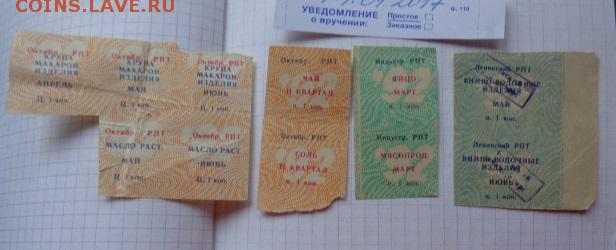 COINS.LAVE.RU
УВЕДОМЛЕНИЕ
о вручении:
Простое
Заказное
ф. 119
Октябр. РПТ
КРУПА
МАКАРОН.
ИЗДЕЛИЯ
АПРЕЛЬ
Ц. 1 коп.
Октябр. РПТ
КРУПА
МАКАРОН.
ИЗДЕЛИЯ
МАЙ
Ц. 1 коп.
Октябр. РПТ
КРУПА
МАКАРОН.
ИЗДЕЛИЯ
ИЮНЬ
Ц. 1 коп.
Октябр. РПТ
МАСЛО РАСТ.
МАЙ
Ц. 1 коп.
Октябр. РПТ
МАСЛО РАСТ.
ИЮНЬ
Ц. 1 коп.
Октябр. РПТ
92
ЧАЙ
II КВАРТАЛ
ц. 1 коп.
Октябр. РПТ
СОЛЬ
II КВАРТАЛ
ц. 1 коп.
Индустр. РПТ
92
ЯЙЦО
МАРТ
ц. 1 коп.
Индустр. РПТ
МЯСОПРОД.
МАРТ
ц. 1 коп.
Ленинский РПТ
ВИННО-ВОДОЧНЫЕ
ИЗДЕЛИЯ
МАЙ
ц. 1 коп.
Ленинский РПТ
ВИННО-ВОДОЧНЫЕ
ИЗДЕЛИЯ
ИЮНЬ
ц. 1 коп.